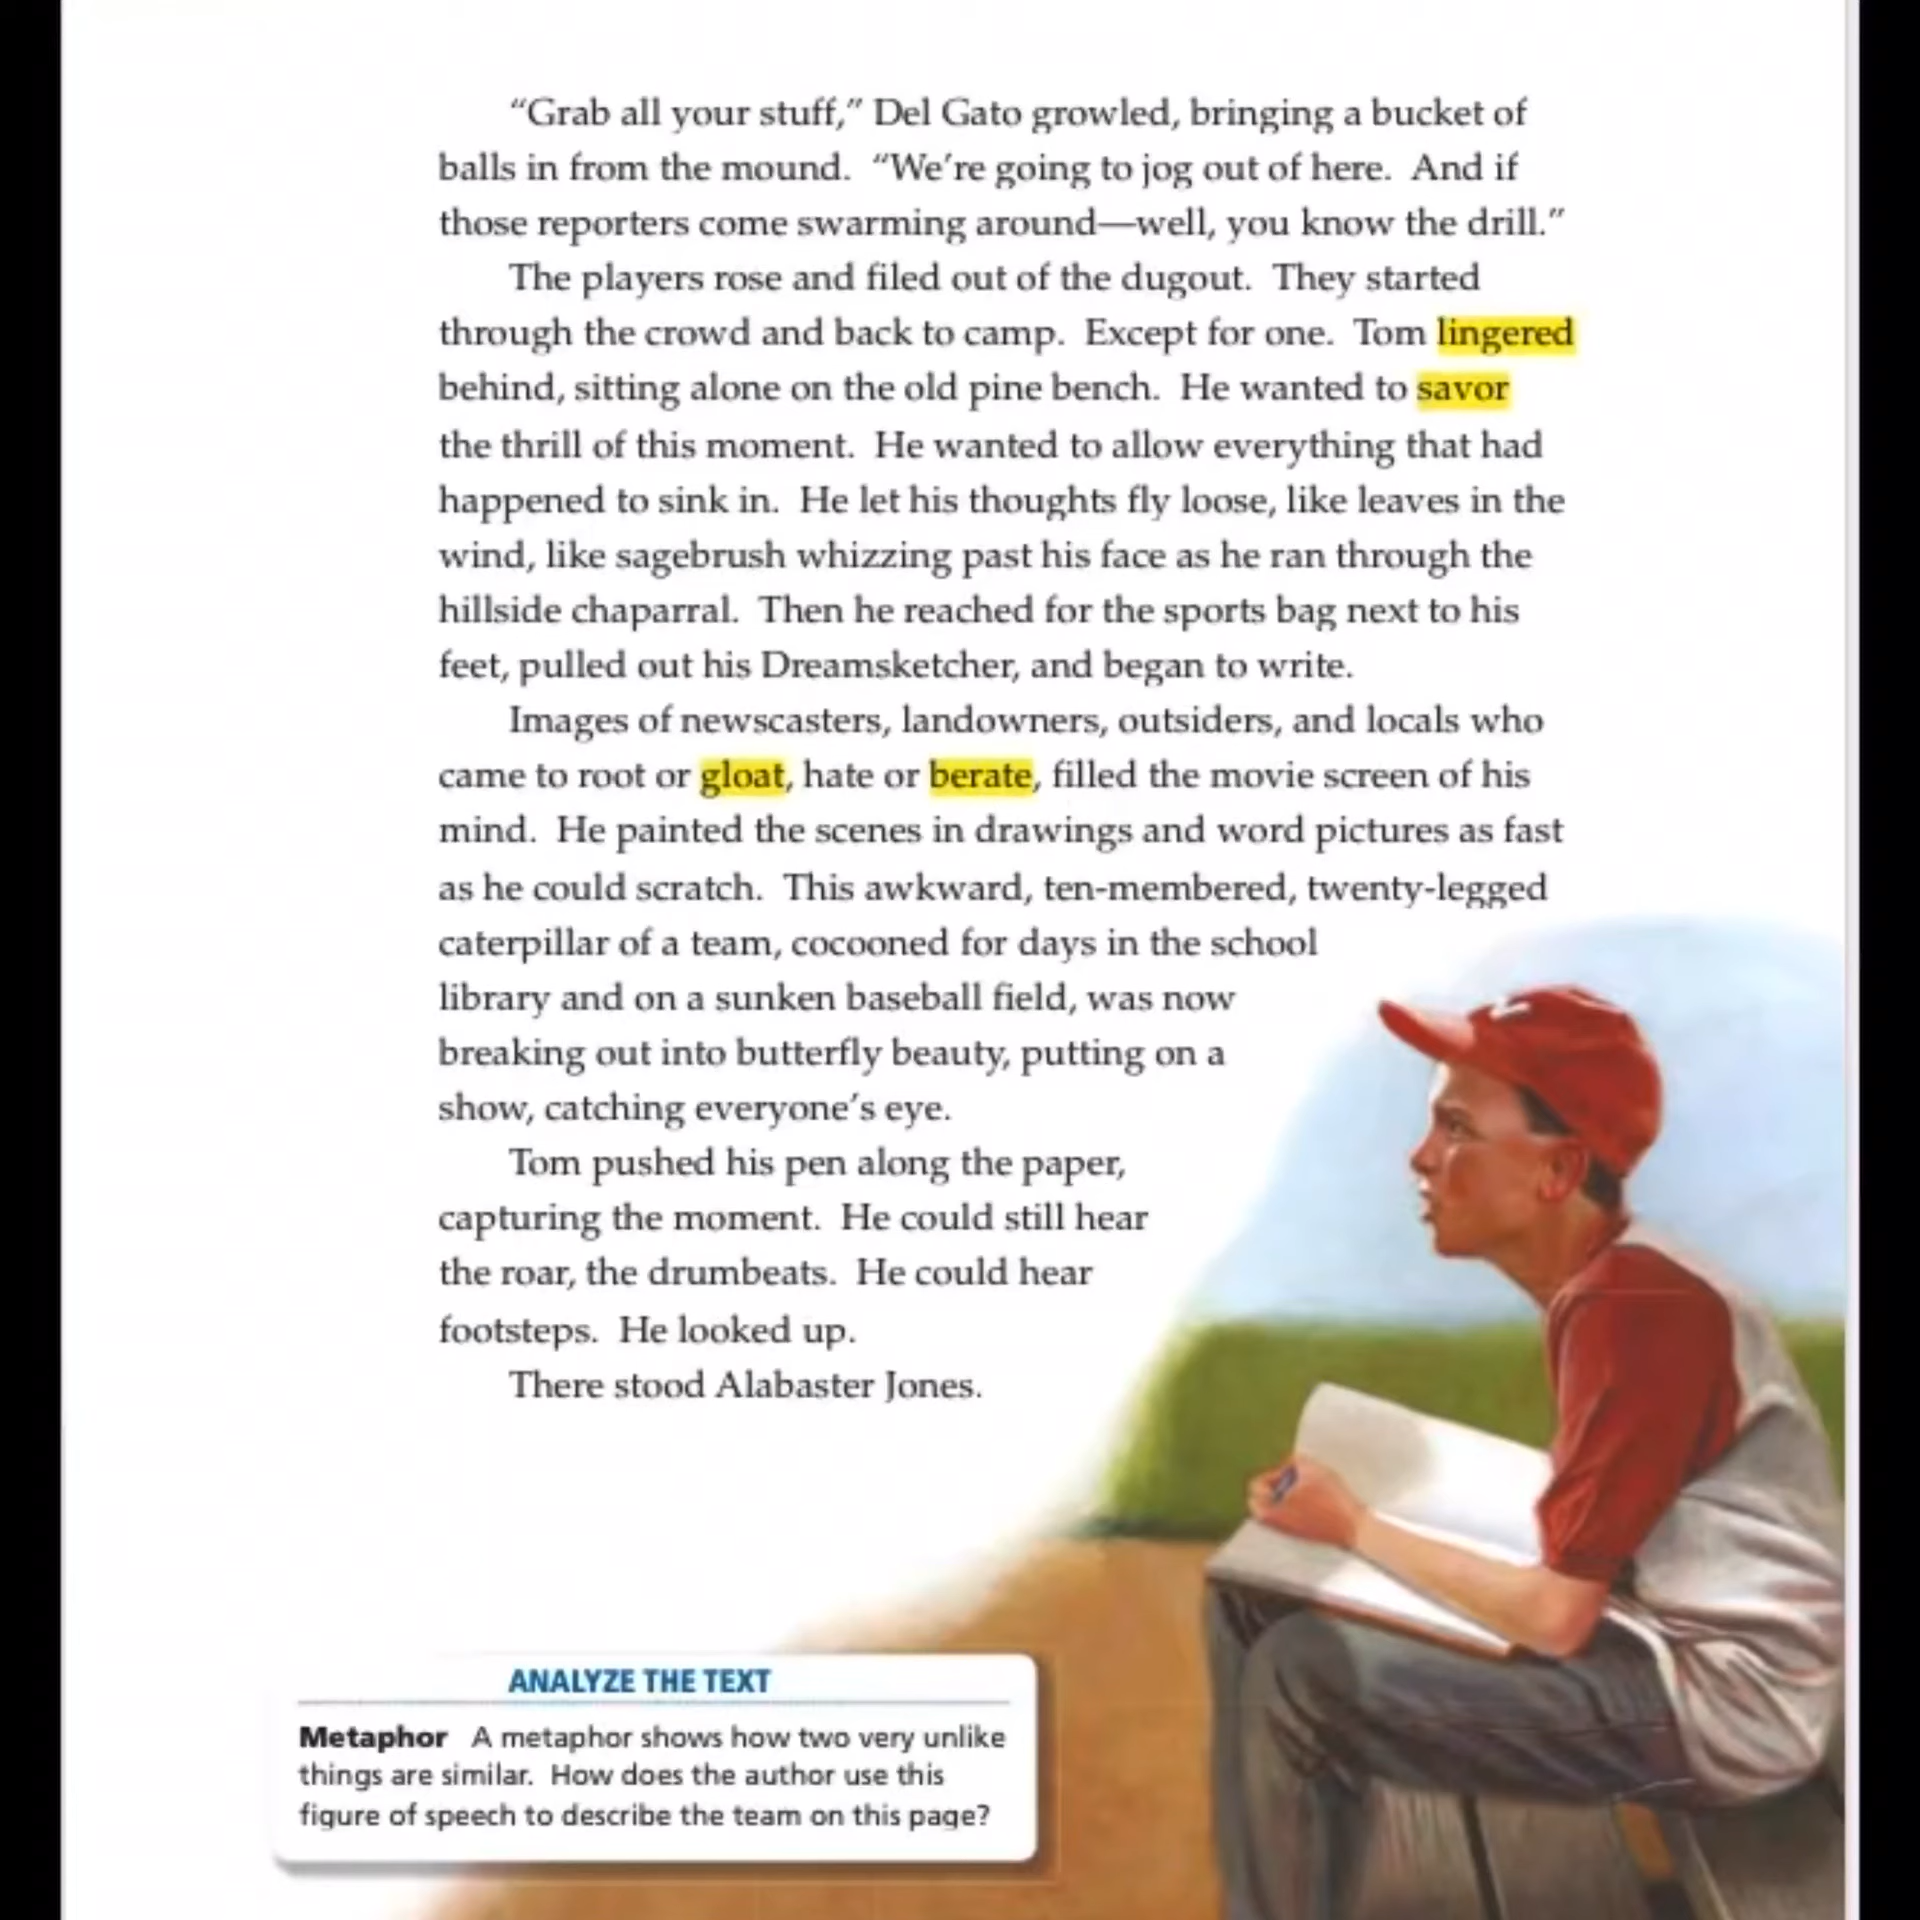 “Grab all your stuff,” Del Gato growled, bringing a bucket of
balls in from the mound. “We’re going to jog out of here. And if
those reporters come swarming around—well, you know the drill.”
The players rose and filed out of the dugout. They started
through the crowd and back to camp. Except for one. Tom lingered
behind, sitting alone on the old pine bench. He wanted to savor
the thrill of this moment. He wanted to allow everything that had
happened to sink in. He let his thoughts fly loose, like leaves in the
wind, like sagebrush whizzing past his face as he ran through the
hillside chaparral. Then he reached for the sports bag next to his
feet, pulled out his Dreamsketcher, and began to write.
Images of newscasters, landowners, outsiders, and locals who
came to root or gloat, hate or berate, filled the movie screen of his
mind. He painted the scenes in drawings and word pictures as fast
as he could scratch. This awkward, ten-membered, twenty-legged
caterpillar of a team, cocooned for days in the school
library and on a sunken baseball field, was now
breaking out into butterfly beauty, putting on a
show, catching everyone’s eye.
Tom pushed his pen along the paper,
capturing the moment. He could still hear
the roar, the drumbeats. He could hear
footsteps. He looked up.
There stood Alabaster Jones.
ANALYZE THE TEXT
Metaphor A metaphor shows how two very unlike
things are similar. How does the author use this
figure of speech to describe the team on this page?